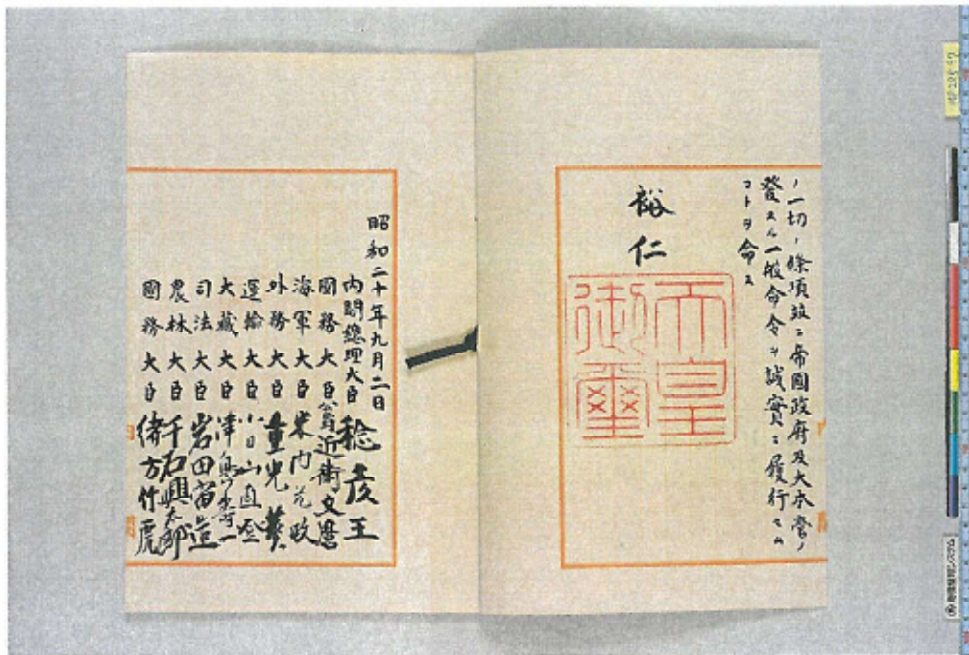 ノ一切ノ條項竝ニ帝國政府及大本營ノ
發スル一般命令ヲ誠實ニ履行セム
コトヲ命ス
裕仁
天皇御璽
昭和二十年九月二日
內閣總理大臣 稔彥王
國務大臣 公爵近衞文麿
海軍大臣 米內光政
外務大臣 重光葵
運輸大臣 小日山直登
大藏大臣 津島壽一
司法大臣 岩田宙造
農林大臣 千石興太郎
國務大臣 緒方竹虎